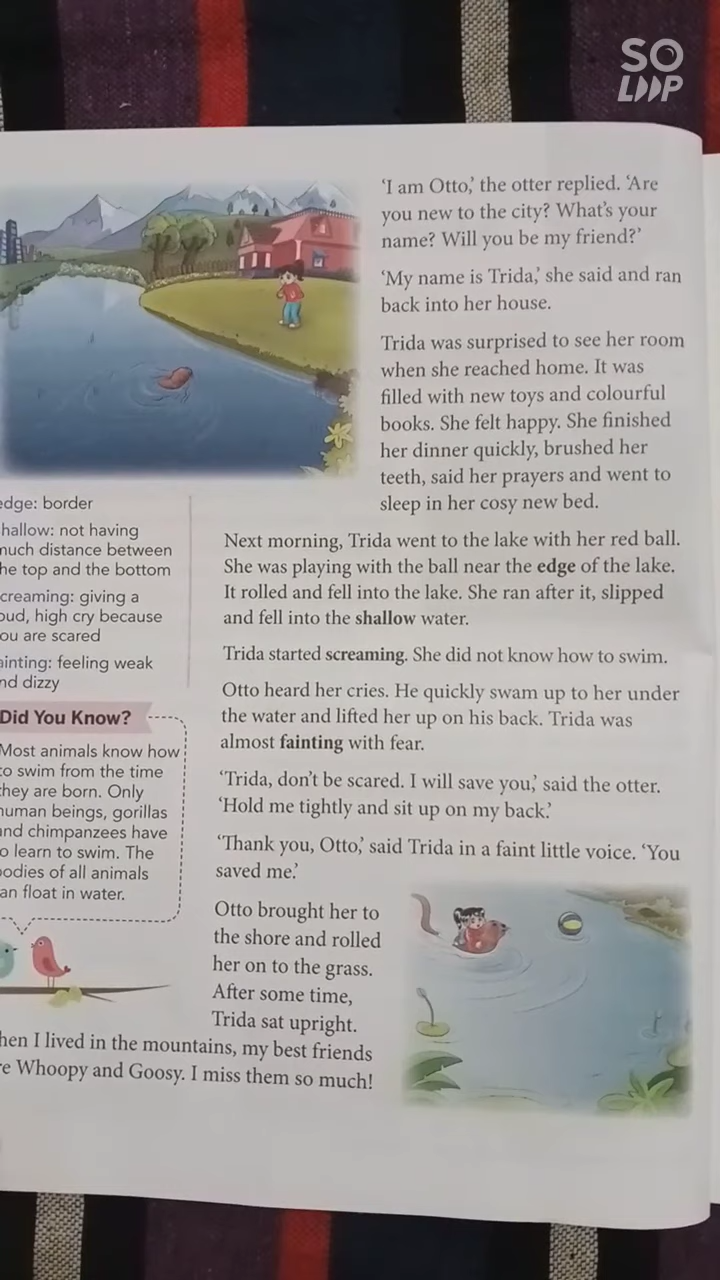 SO
LOOP
'I am Otto,' the otter replied. 'Are
you new to the city? What's your
name? Will you be my friend?'
'My name is Trida,' she said and ran
back into her house.
Trida was surprised to see her room
when she reached home. It was
filled with new toys and colourful
books. She felt happy. She finished
her dinner quickly, brushed her
teeth, said her prayers and went to
sleep in her cosy new bed.
edge: border
hallow: not having
much distance between
he top and the bottom
creaming: giving a
oud, high cry because
ou are scared
ainting: feeling weak
nd dizzy
Did You Know?
Most animals know how
to swim from the time
they are born. Only
human beings, gorillas
and chimpanzees have
o learn to swim. The
bodies of all animals
an float in water.
Next morning, Trida went to the lake with her red ball.
She was playing with the ball near the edge of the lake.
It rolled and fell into the lake. She ran after it, slipped
and fell into the shallow water.
Trida started screaming. She did not know how to swim.
Otto heard her cries. He quickly swam up to her under
the water and lifted her up on his back. Trida was
almost fainting with fear.
'Trida, don't be scared. I will save you,' said the otter.
'Hold me tightly and sit up on my back.'
'Thank you, Otto,' said Trida in a faint little voice. 'You
saved me.'
Otto brought her to
the shore and rolled
her on to the grass.
After some time,
Trida sat upright.
hen I lived in the mountains, my best friends
re Whoopy and Goosy. I miss them so much!